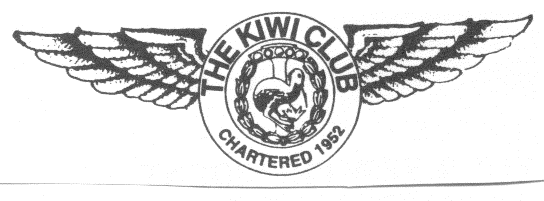 THE KIWI CLUB
CHARTERED 1952